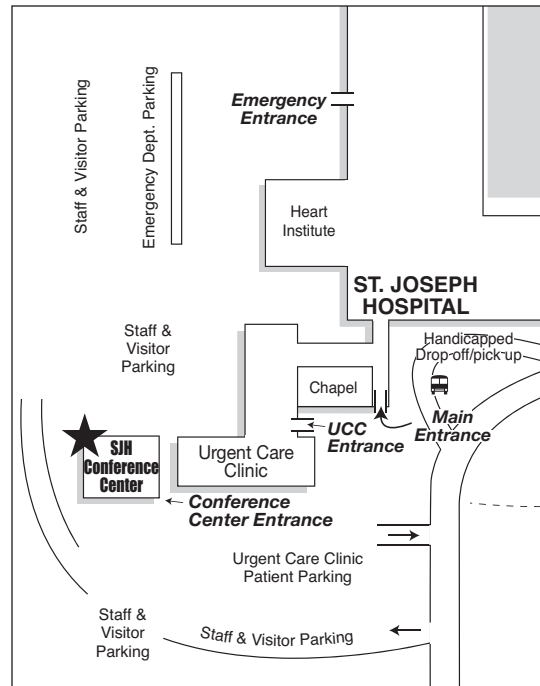 Staff & Visitor Parking
Emergency Dept. Parking
Emergency
Entrance
Heart
Institute
ST. JOSEPH
HOSPITAL
Handicapped
Drop off/pick-up
Staff &
Visitor
Parking
Chapel
UCC
Entrance
Main
Entrance
SJH
Conference
Center
Urgent Care
Clinic
Conference
Center Entrance
Urgent Care Clinic
Patient Parking
Staff &
Visitor
Parking
Staff & Visitor Parking